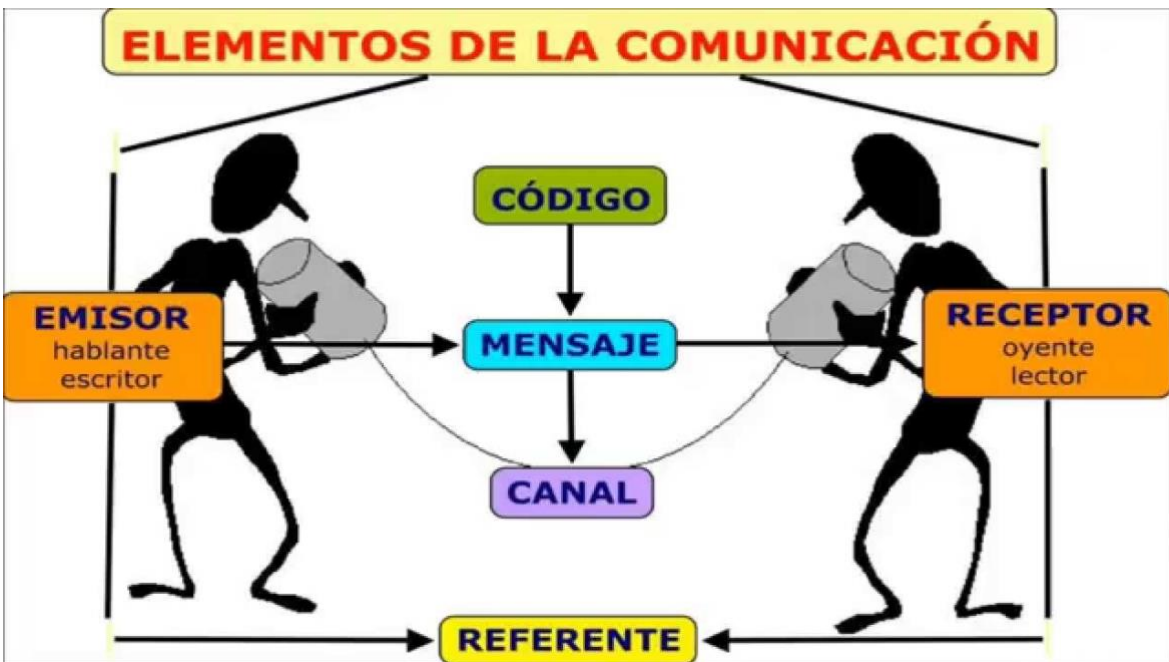 ELEMENTOS DE LA COMUNICACIÓN
CÓDIGO
EMISOR
hablante
escritor
MENSAJE
RECEPTOR
oyente
lector
CANAL
REFERENTE